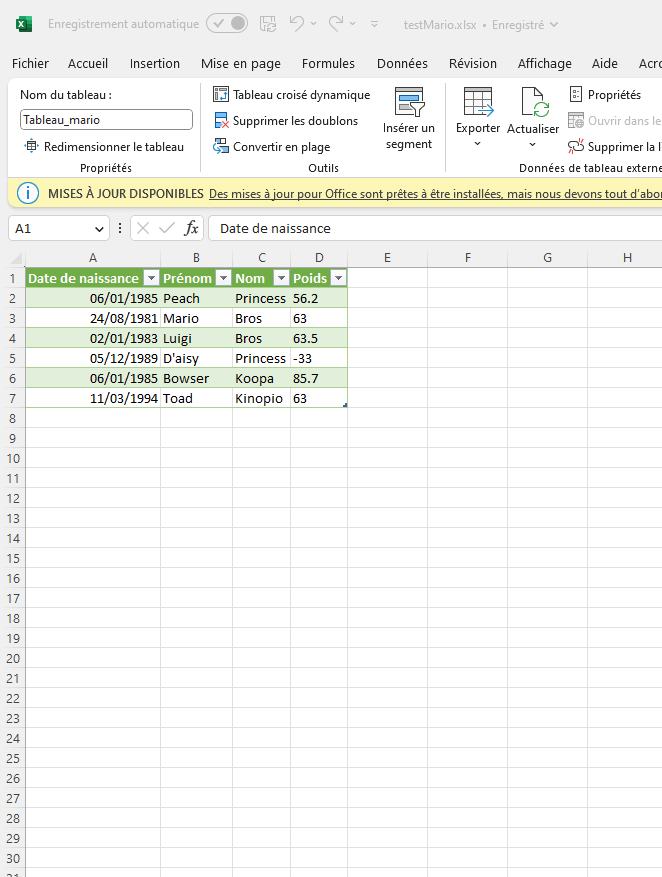 Enregistrement automatique testMario.xlsx • Enregistré
Fichier Accueil Insertion Mise en page Formules Données Révision Affichage Aide Acro
Nom du tableau :
Tableau_mario
Redimensionner le tableau
Propriétés
Tableau croisé dynamique
Supprimer les doublons
Convertir en plage
Insérer un
segment
Outils
Exporter
Actualiser
Propriétés
Ouvrir dans le
Supprimer la l
Données de tableau externe
MISES À JOUR DISPONIBLES Des mises à jour pour Office sont prêtes à être installées, mais nous devons tout d'abor
A1 fx Date de naissance
A B C D E F G H
1 Date de naissance Prénom Nom Poids
2 06/01/1985 Peach Princess 56.2
3 24/08/1981 Mario Bros 63
4 02/01/1983 Luigi Bros 63.5
5 05/12/1989 D'aisy Princess -33
6 06/01/1985 Bowser Koopa 85.7
7 11/03/1994 Toad Kinopio 63
8
9
10
11
12
13
14
15
16
17
18
19
20
21
22
23
24
25
26
27
28
29
30